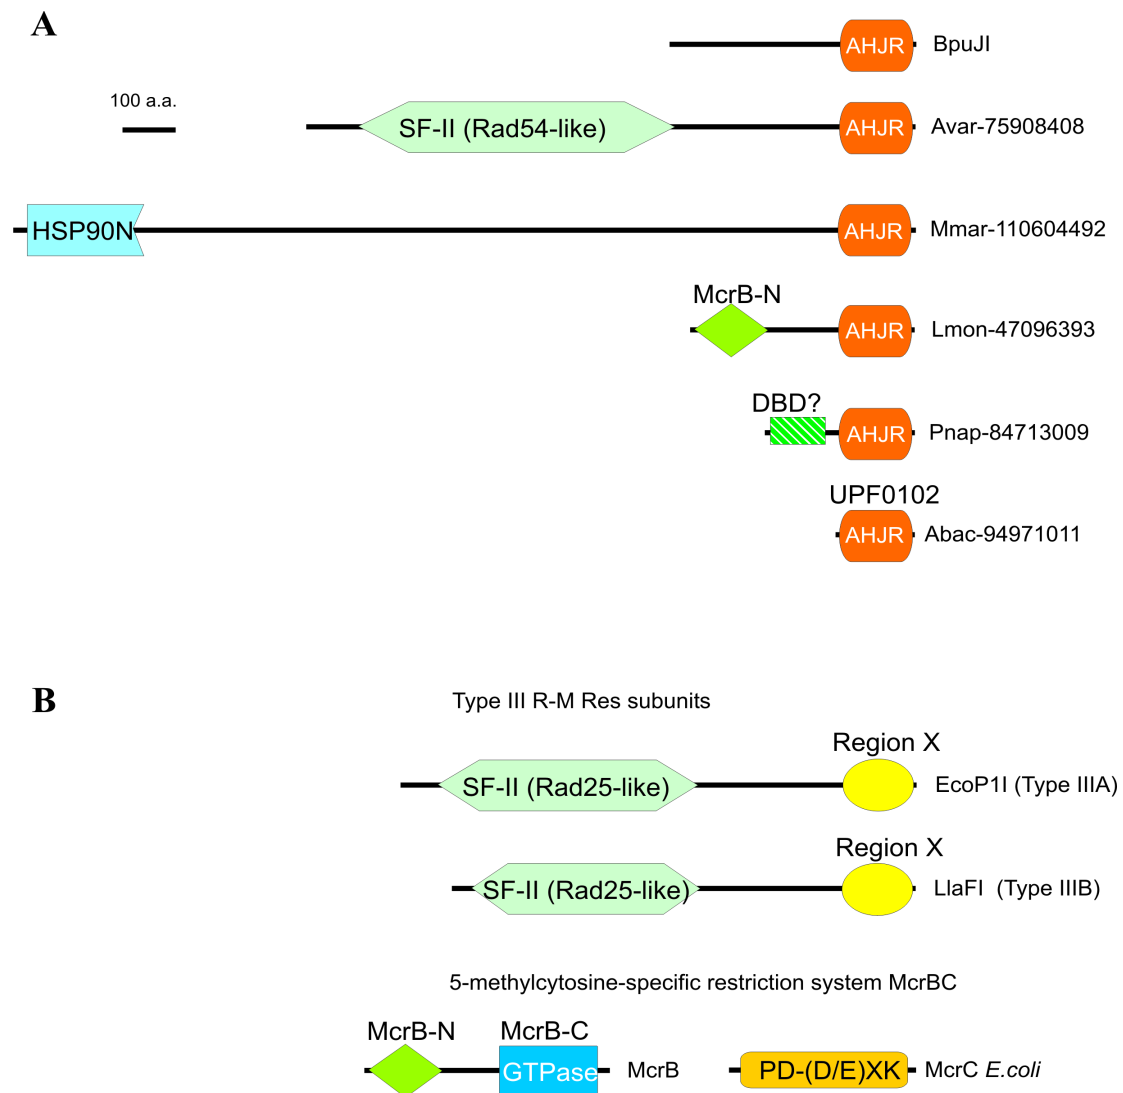 A
AHJR BpuJI
100 a.a.
SF-II (Rad54-like) AHJR Avar-75908408
HSP90N AHJR Mmar-110604492
McrB-N
AHJR Lmon-47096393
DBD?
AHJR Pnap-84713009
UPF0102
AHJR Abac-94971011
B
Type III R-M Res subunits
Region X
SF-II (Rad25-like) EcoP1I (Type IIIA)
Region X
SF-II (Rad25-like) LlaFI (Type IIIB)
5-methylcytosine-specific restriction system McrBC
McrB-N McrB-C
GTPase McrB PD-(D/E)XK McrC E.coli